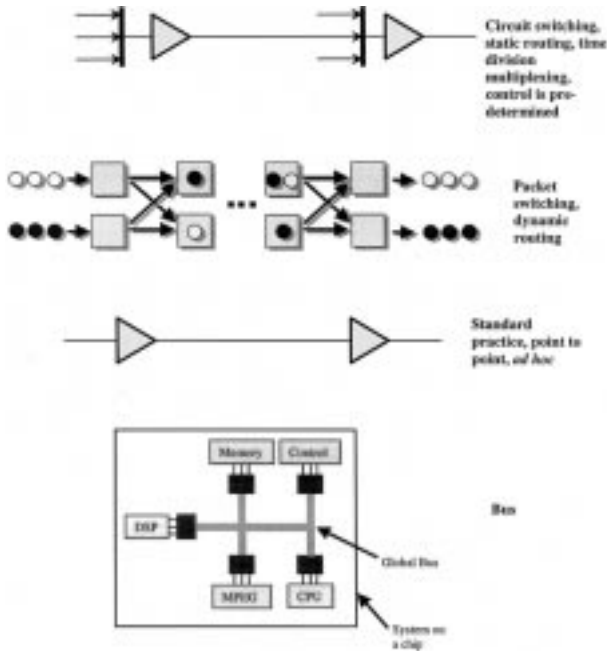 Circuit switching,
static routing, time
division
multiplexing,
control is pre-
determined
Packet switching,
dynamic
routing
Standard
practice, point to
point, ad hoc
Memory
Control
DSP
Bus
Global Bus
MPEG
CPU
System on
a chip